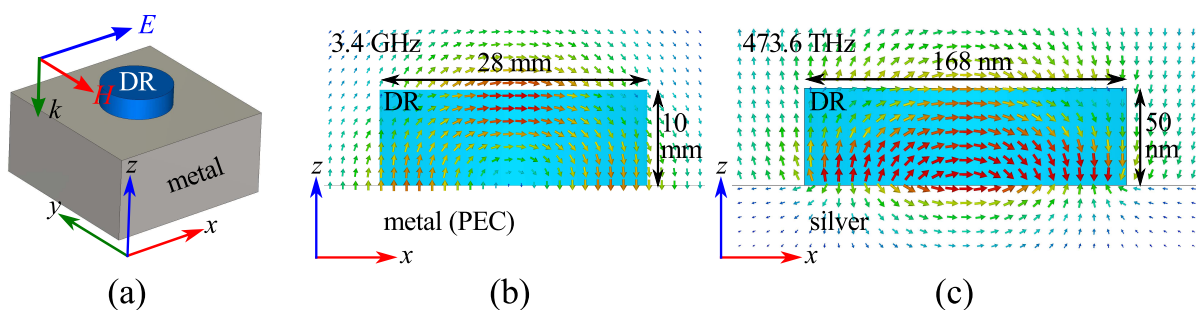 E
DR
H
k
metal
z
y
x
(a)
3.4 GHz
28 mm
DR
10
mm
z
metal (PEC)
x
(b)
473.6 THz
168 nm
DR
50
nm
z
silver
x
(c)